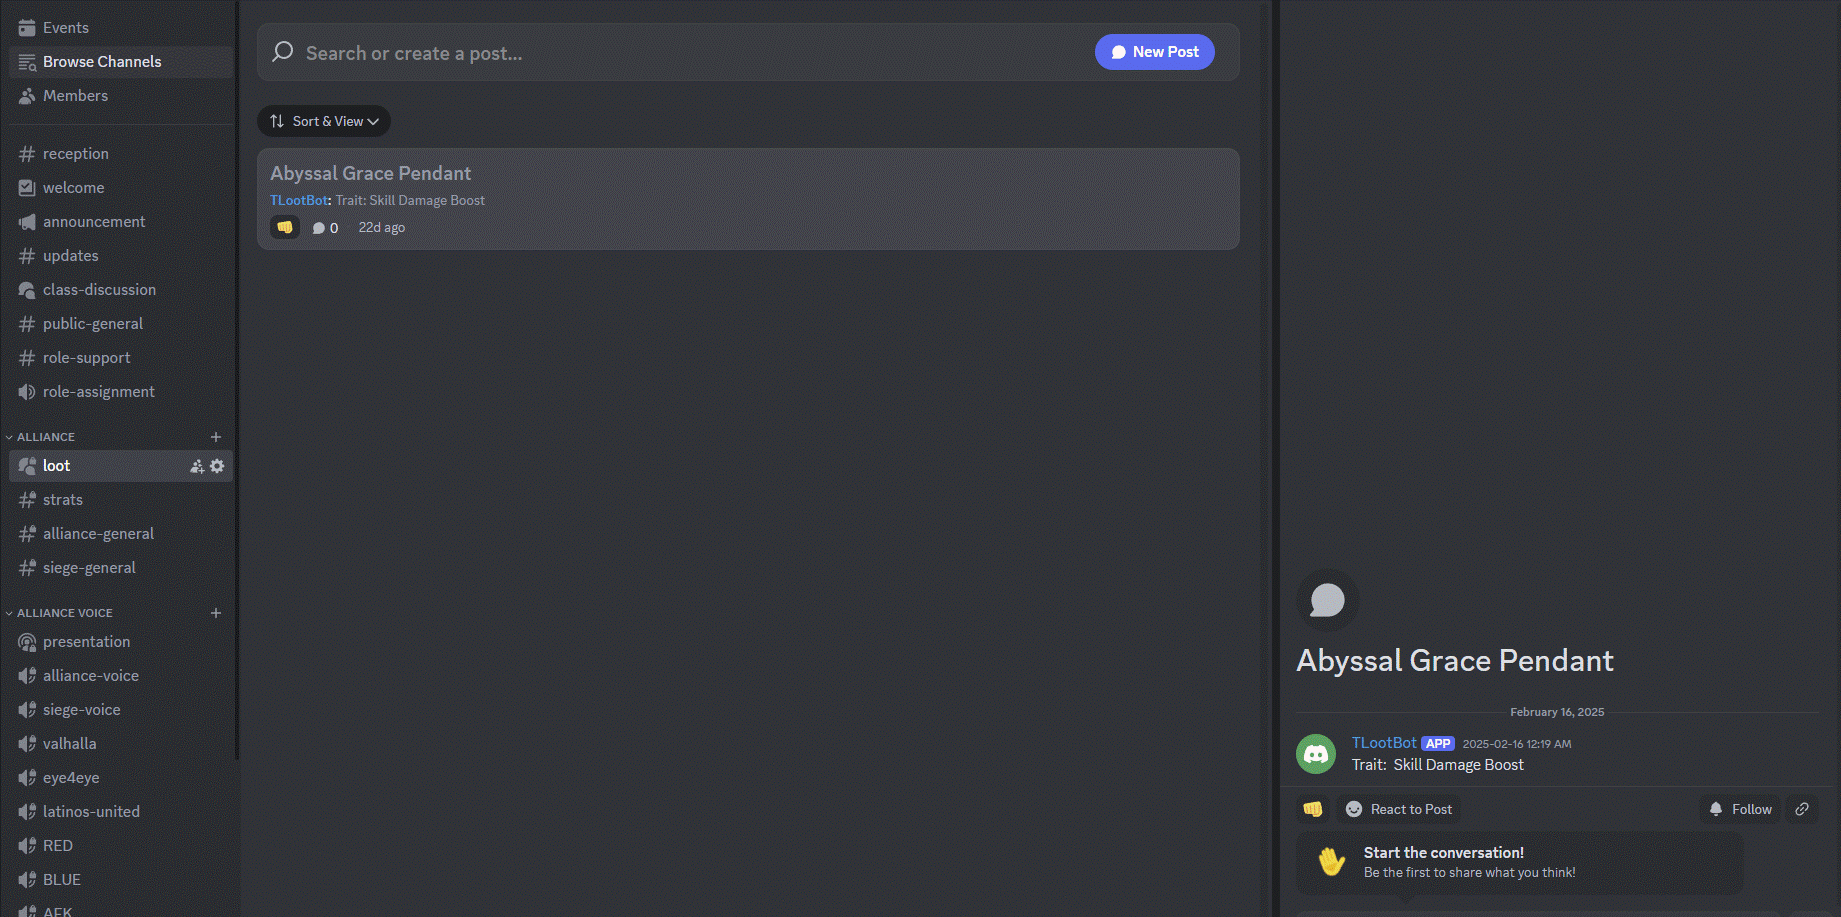 Events
Browse Channels
Members
reception
welcome
announcement
updates
class-discussion
public-general
role-support
role-assignment
ALLIANCE
loot
strats
alliance-general
siege-general
ALLIANCE VOICE
presentation
alliance-voice
siege-voice
valhalla
eye4eye
latinos-united
RED
BLUE
AFK
Search or create a post...
New Post
Sort & View
Abyssal Grace Pendant
TLootBot: Trait: Skill Damage Boost
0 22d ago
Abyssal Grace Pendant
February 16, 2025
TLootBot APP 2025-02-16 12:19 AM
Trait: Skill Damage Boost
React to Post Follow
Start the conversation!
Be the first to share what you think!